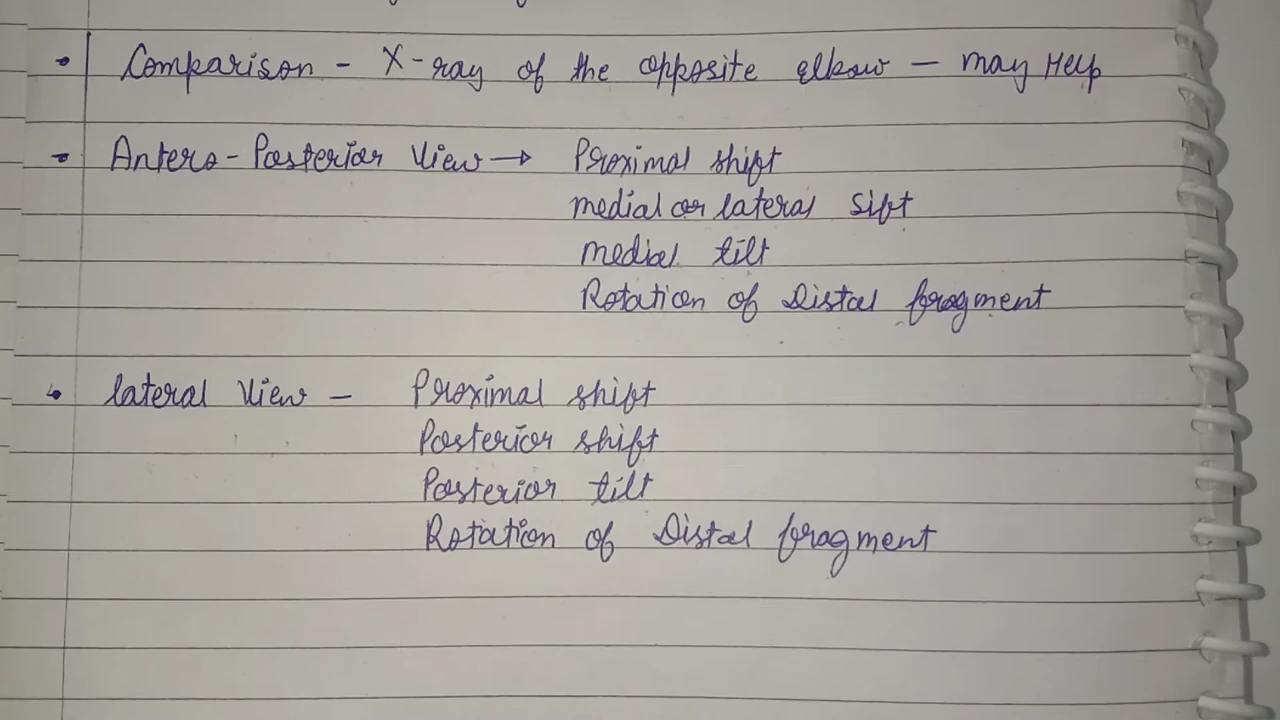 • Comparison - X-ray of the opposite elbow - may Help
• Antero-Posterior View → Proximal shift
medial or lateral sift
medial tilt
Rotation of Distal fragment
• lateral View - Proximal shift
Posterior shift
Posterior tilt
Rotation of Distal fragment